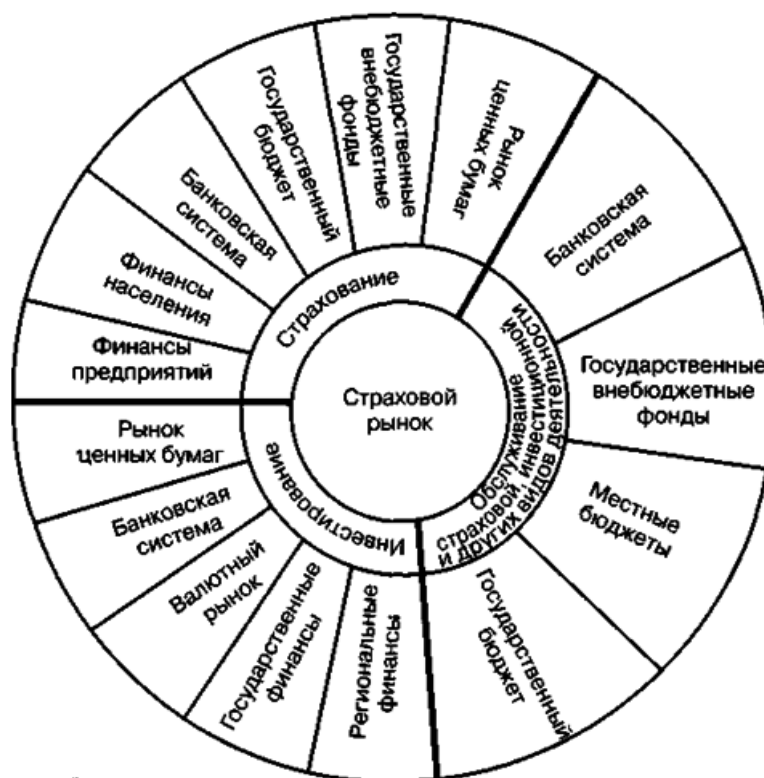 Страховой
рынок
Страхование
Финансы
предприятий
Финансы
населения
Банковская
система
Государственный
бюджет
Государственные
внебюджетные
фонды
Рынок
ценных бумаг
Обслуживание
страховой, инвестиционной
и других видов деятельности
Банковская
система
Государственные
внебюджетные
фонды
Местные
бюджеты
Государственный
бюджет
Инвестирование
Рынок
ценных бумаг
Банковская
система
Валютный
рынок
Государственные
финансы
Региональные
финансы